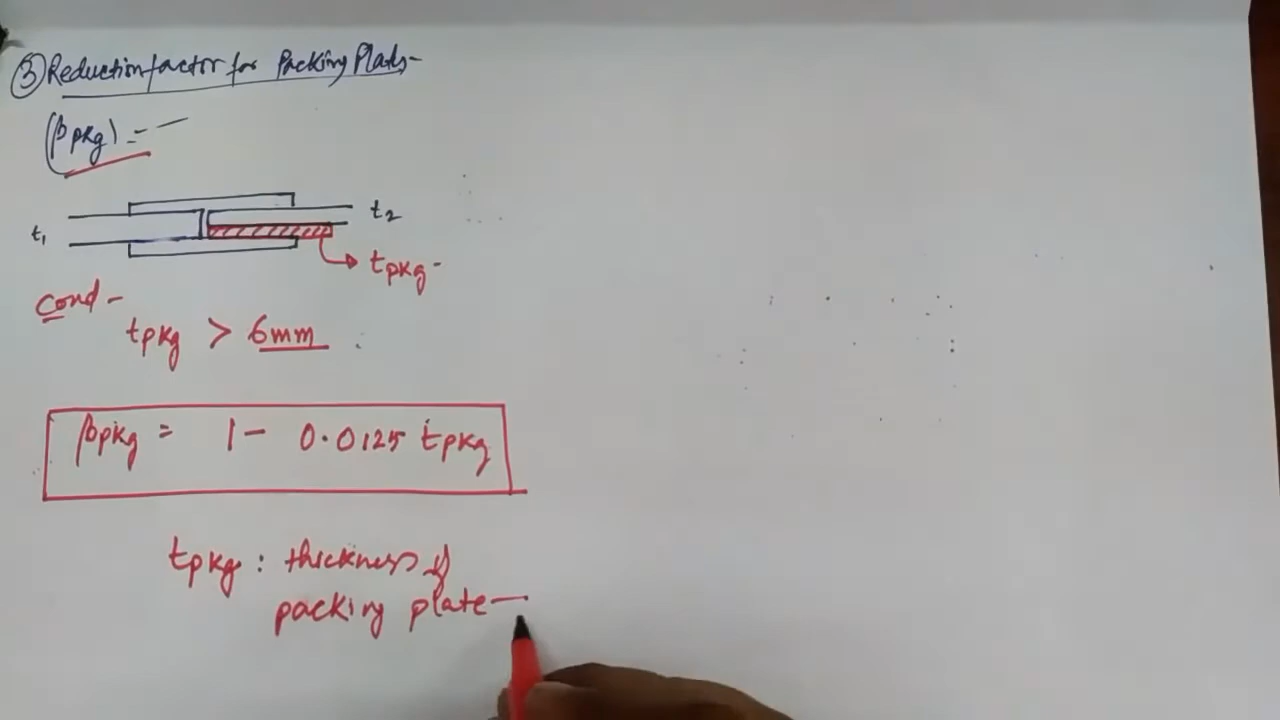 ③ Reduction factor for Packing Plates-
(βpkg) = -
t₂
t₁
tpkg-
Cond -
tpkg > 6mm
βpkg = 1 - 0.0125 tpkg
tpkg : thickness of
packing plate-